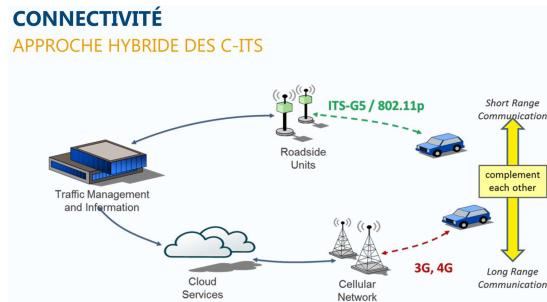 CONNECTIVITÉ
APPROCHE HYBRIDE DES C-ITS
ITS-G5 / 802.11p
Short Range
Communication
Roadside
Units
complement
each other
Traffic Management
and Information
3G, 4G
Cloud
Services
Cellular
Network
Long Range
Communication